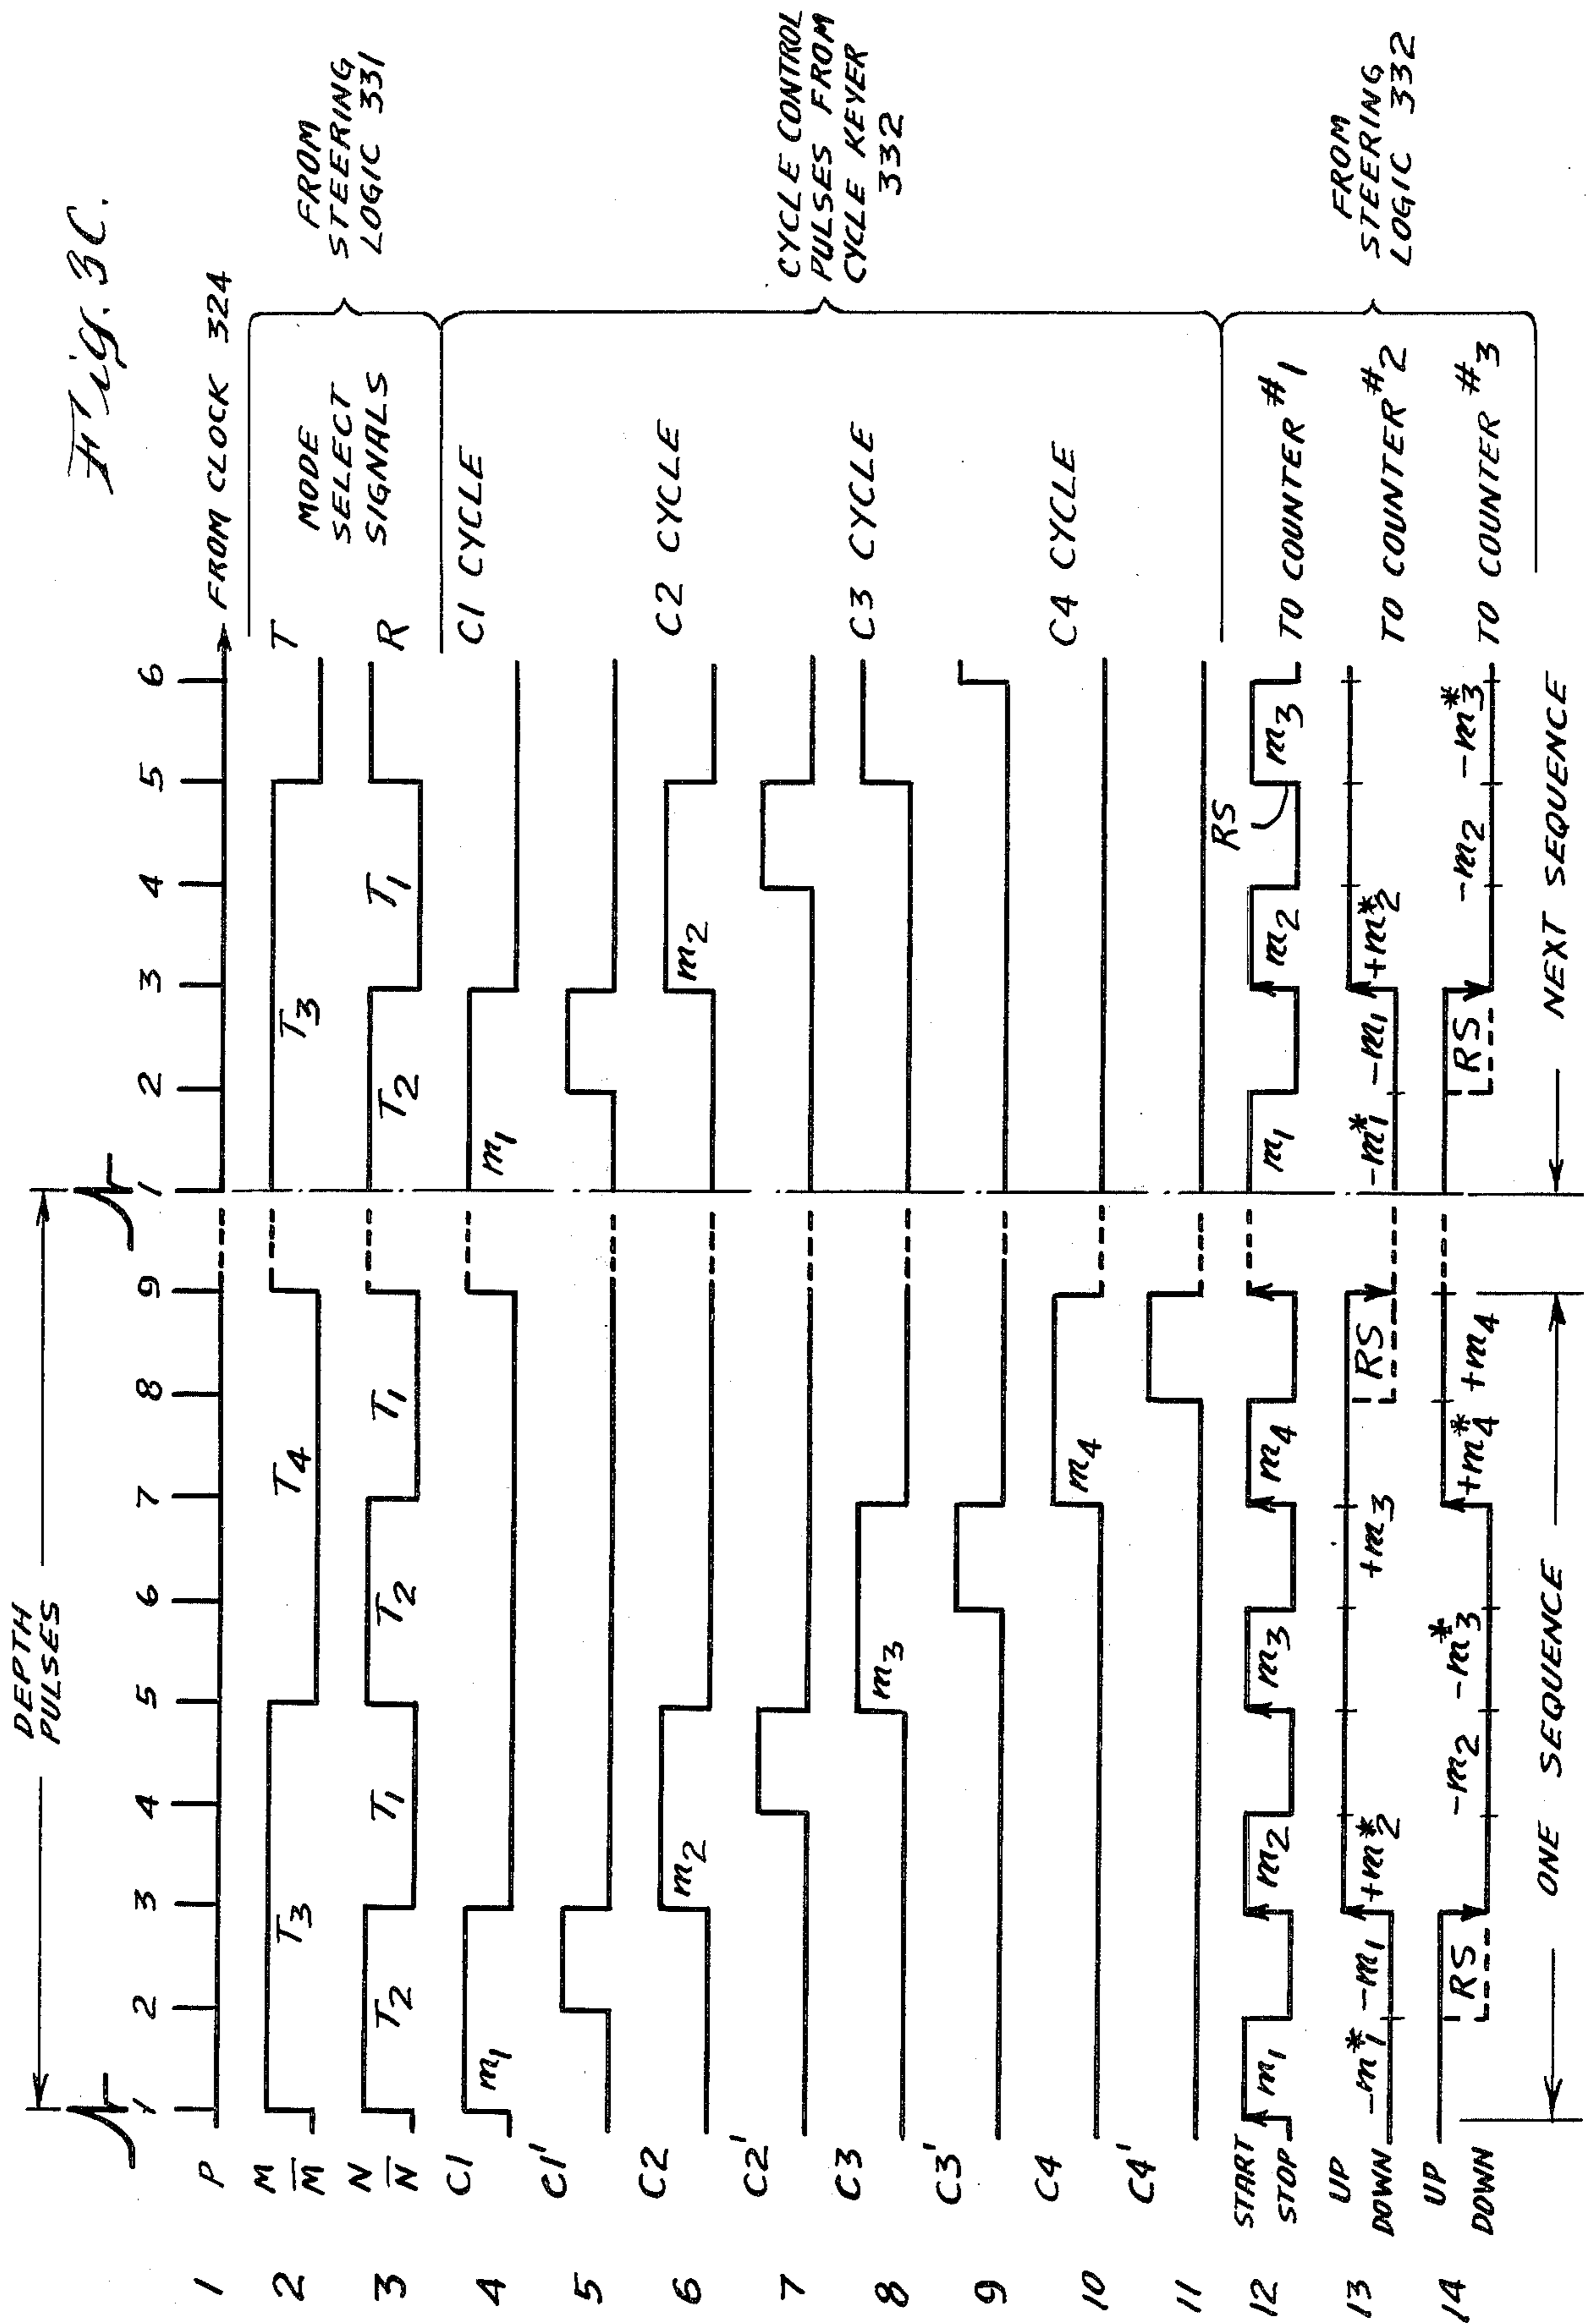 Fig. 3C.
DEPTH
PULSES
1 2 3 4 5 6 7 8 9 1 2 3 4 5 6
1 P FROM CLOCK 324
2 M M̅ T3 T4 T3 T
3 N N̅ T2 T1 T2 T1 T2 T1 R
MODE
SELECT
SIGNALS
FROM
STEERING
LOGIC 331
4 C1 m1 m1 C1 CYCLE
5 C1'
6 C2 m2 m2 C2 CYCLE
7 C2'
8 C3 m3 C3 CYCLE
9 C3'
10 C4 m4 C4 CYCLE
11 C4'
CYCLE CONTROL
PULSES FROM
CYCLE KEYER
332
12 START STOP m1 m2 m3 m4 m1 m2 RS m3 TO COUNTER #1
13 UP DOWN -m1* -m1 +m2* +m3 RS -m1* -m1 +m2* TO COUNTER #2
14 UP DOWN RS -m2 -m3* +m4* +m4 RS -m2 -m3* TO COUNTER #3
FROM
STEERING
LOGIC 332
ONE SEQUENCE
NEXT SEQUENCE